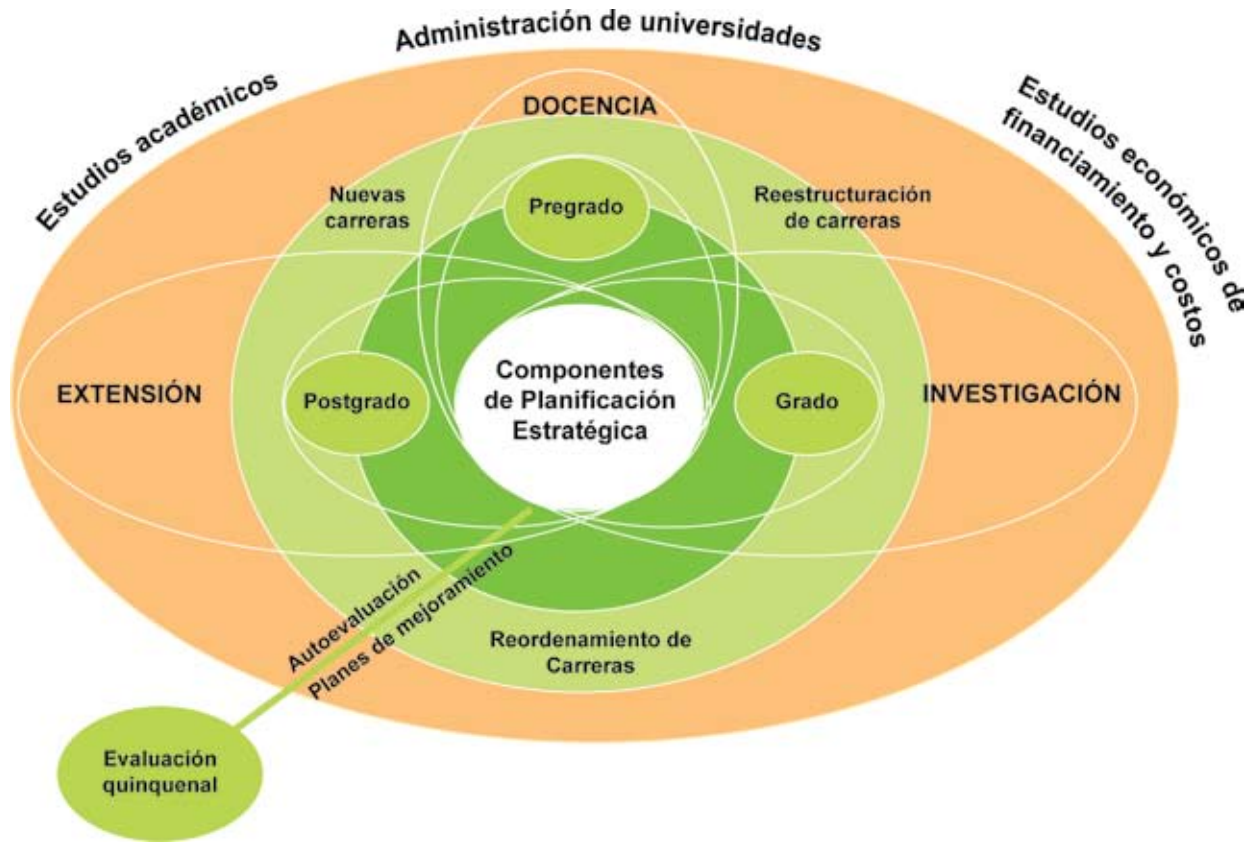 Administración de universidades
Estudios académicos
Estudios económicos de
financiamiento y costos
DOCENCIA
Nuevas
carreras
Pregrado
Reestructuración
de carreras
EXTENSIÓN
Postgrado
Componentes
de Planificación
Estratégica
Grado
INVESTIGACIÓN
Autoevaluación
Planes de mejoramiento
Reordenamiento de
Carreras
Evaluación
quinquenal